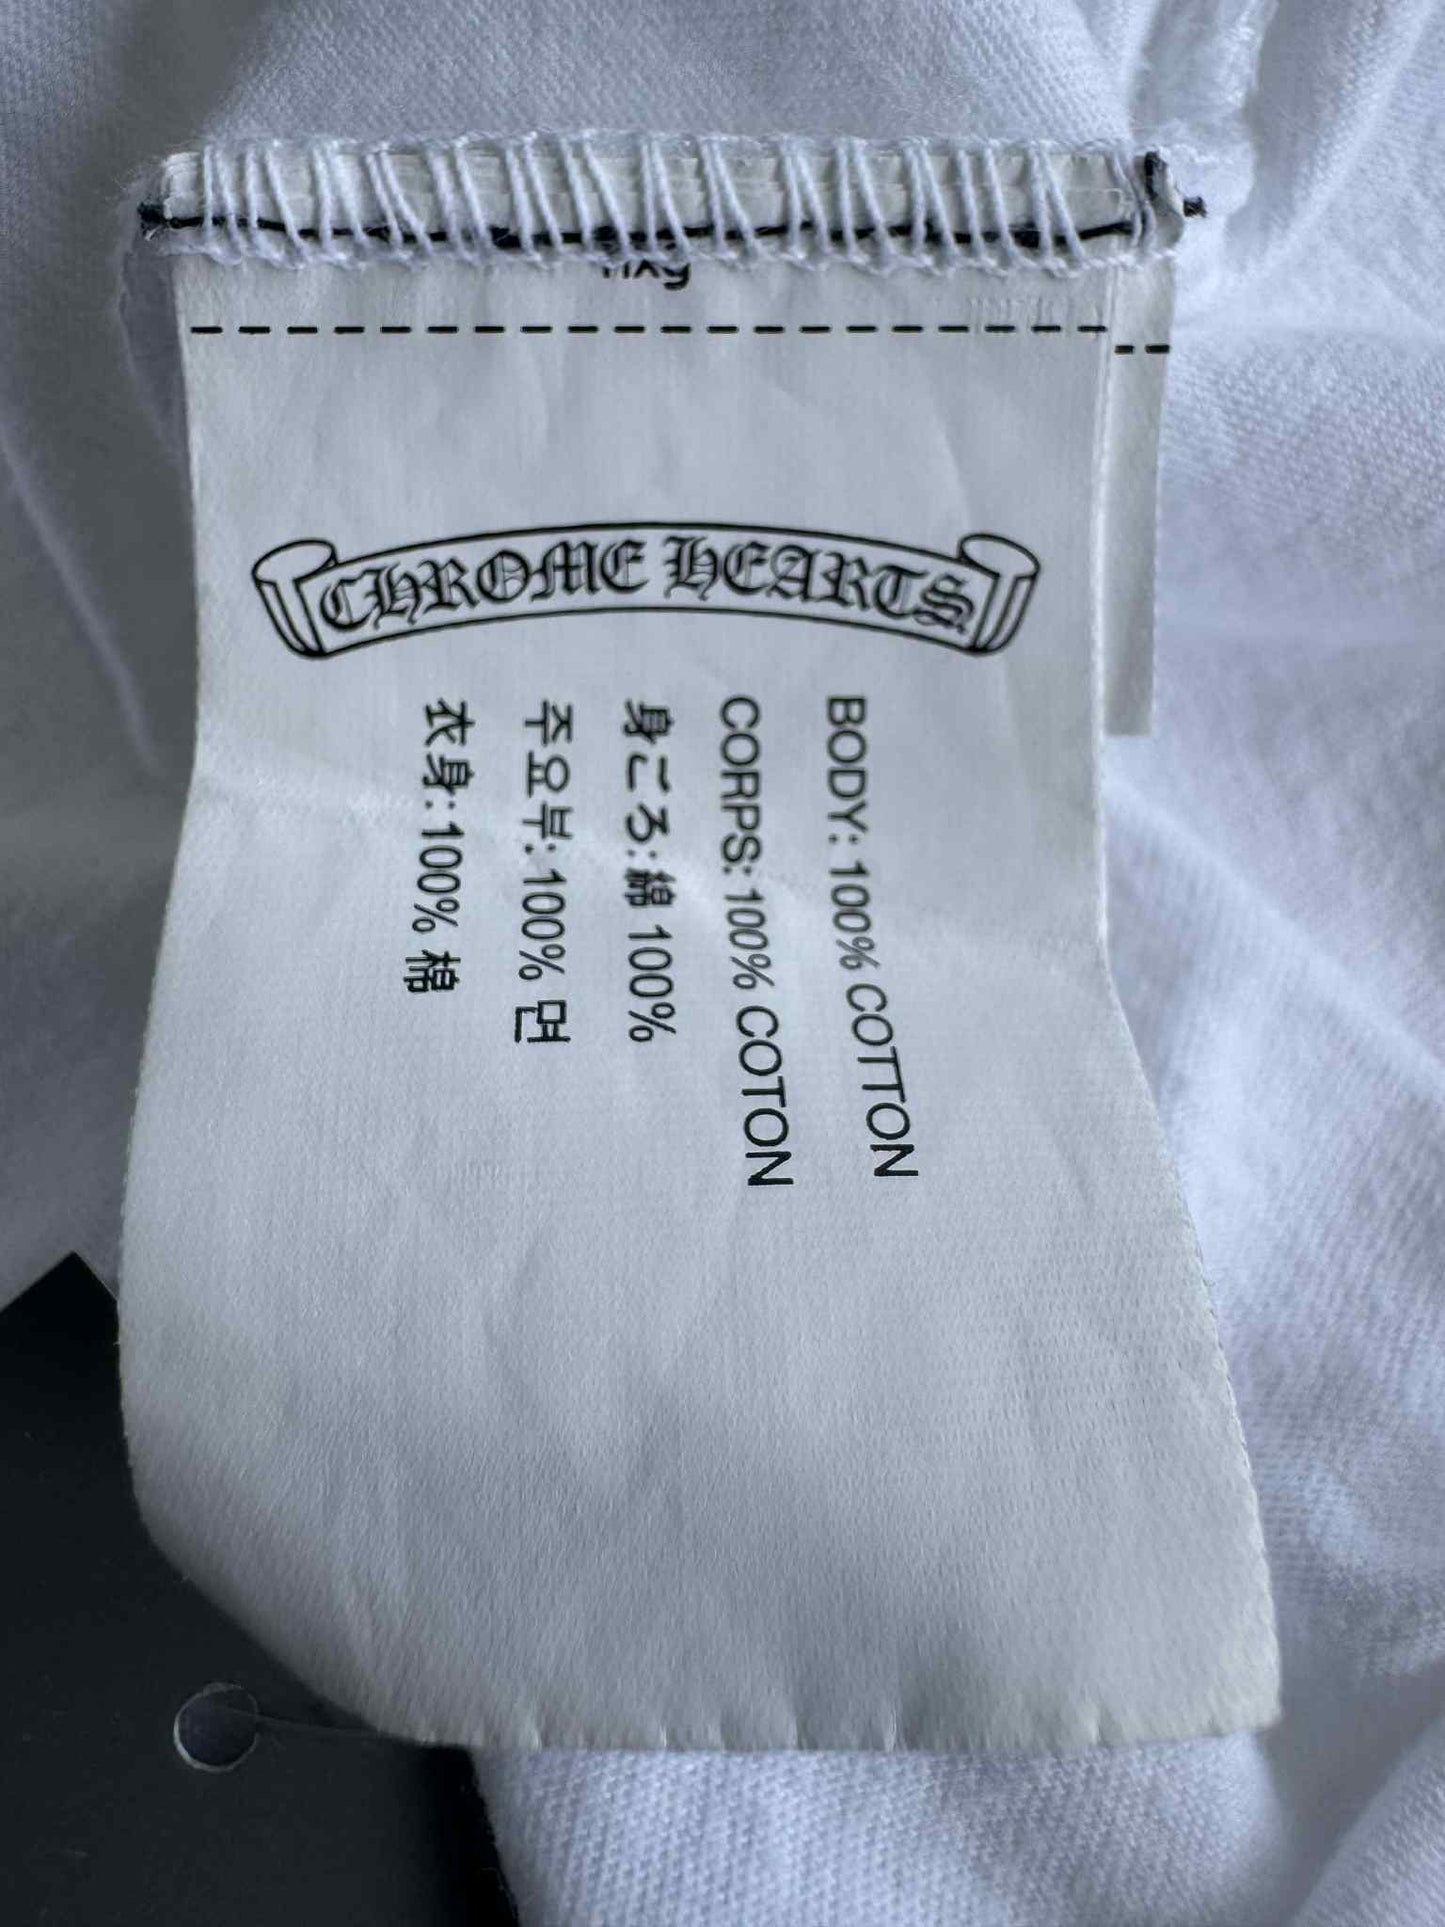 CHROME HEARTS
BODY: 100% COTTON
CORPS: 100% COTON
身ごろ: 綿 100%
주요부: 100% 면
衣身: 100% 棉